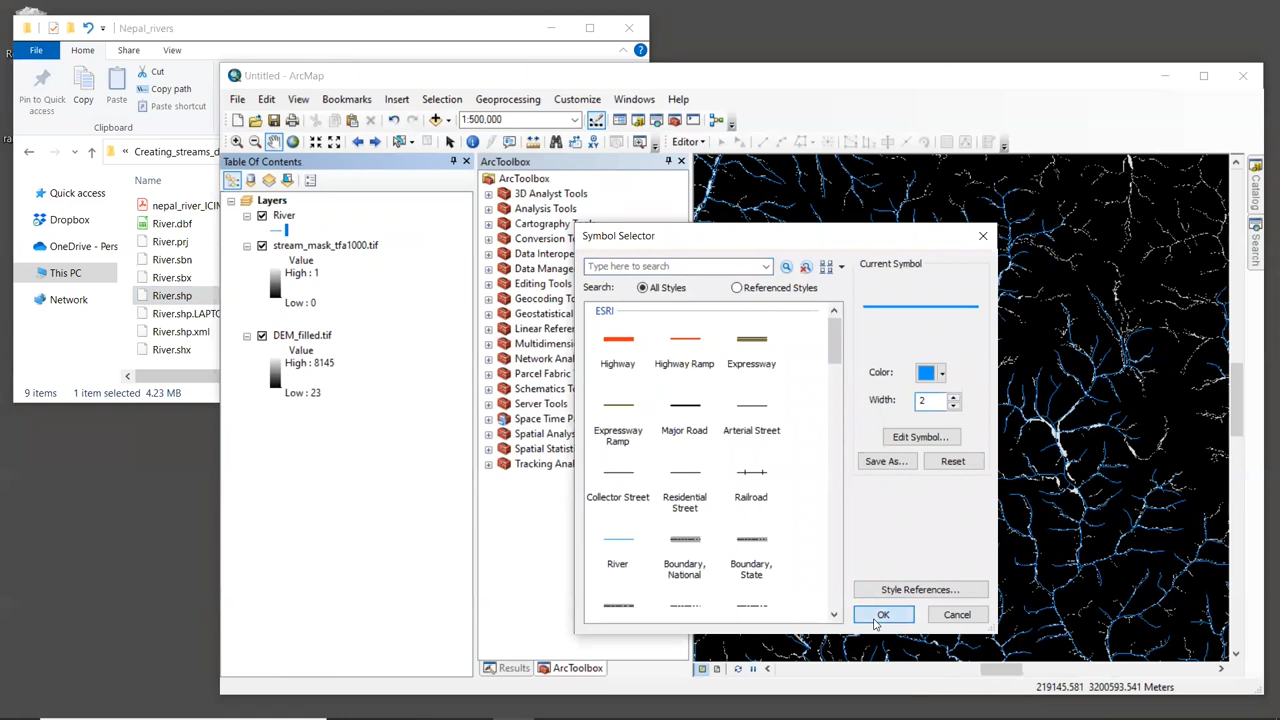 Nepal_rivers
File Home Share View
Pin to Quick access
Copy
Paste
Cut
Copy path
Paste shortcut
Clipboard
Creating_streams_d
Name
Quick access
Dropbox
OneDrive - Pers
This PC
Network
nepal_river_ICIM
River.dbf
River.prj
River.sbn
River.sbx
River.shp
River.shp.LAPTO
River.shp.xml
River.shx
9 items 1 item selected 4.23 MB
Untitled - ArcMap
File Edit View Bookmarks Insert Selection Geoprocessing Customize Windows Help
1:500,000
Editor
Table Of Contents
Layers
River
stream_mask_tfa1000.tif
Value
High : 1
Low : 0
DEM_filled.tif
Value
High : 8145
Low : 23
ArcToolbox
ArcToolbox
3D Analyst Tools
Analysis Tools
Cartography
Conversion T
Data Interope
Data Manage
Editing Tools
Geocoding T
Geostatistical
Linear Refere
Multidimens
Network Ana
Parcel Fabric
Schematics To
Server Tools
Space Time P
Spatial Analys
Spatial Statist
Tracking Anal
Results ArcToolbox
Symbol Selector
Type here to search
Search: All Styles Referenced Styles
ESRI
Highway
Highway Ramp
Expressway
Expressway Ramp
Major Road
Arterial Street
Collector Street
Residential Street
Railroad
River
Boundary, National
Boundary, State
Current Symbol
Color:
Width: 2
Edit Symbol...
Save As... Reset
Style References...
OK Cancel
Catalog
Search
219145.581 3200593.541 Meters